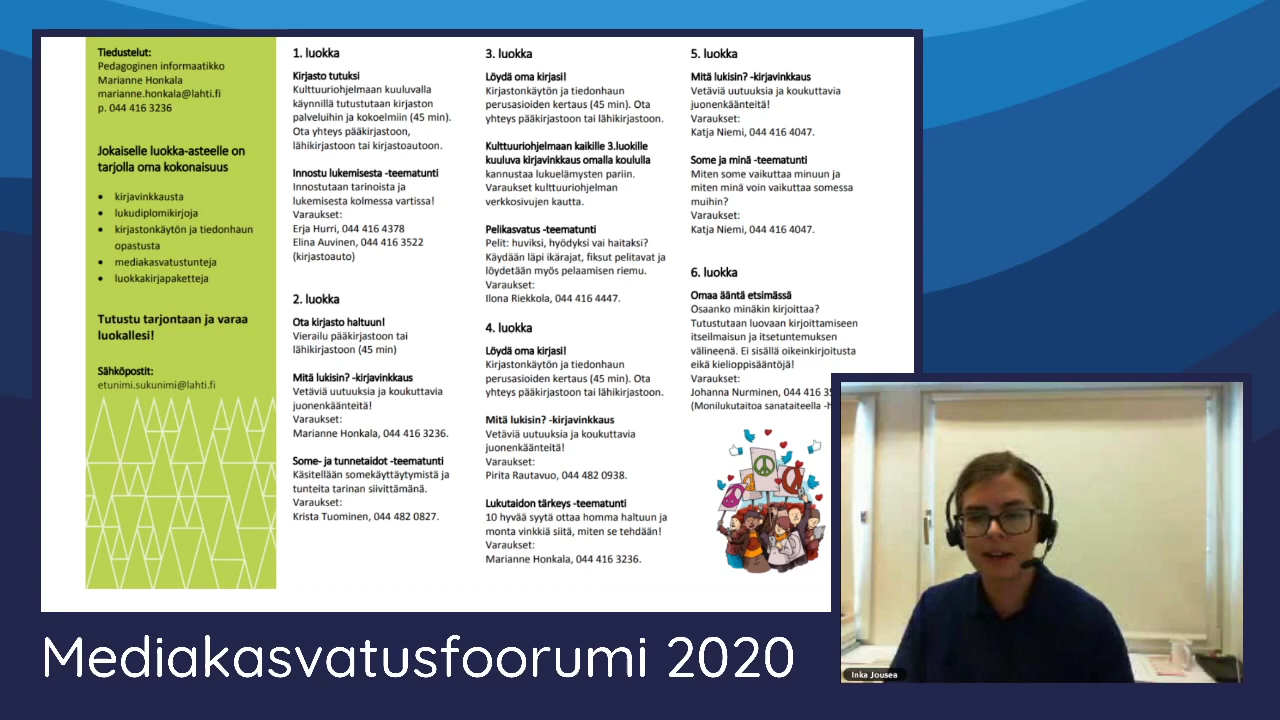 Tiedustelut:
Pedagoginen informaatikko
Marianne Honkala
marianne.honkala@lahti.fi
p. 044 416 3236
Jokaiselle luokka-asteelle on
tarjolla oma kokonaisuus
• kirjavinkkausta
• lukudiplomikirjoja
• kirjastonkäytön ja tiedonhaun
opastusta
• mediakasvatustunteja
• luokkakirjapaketteja
Tutustu tarjontaan ja varaa
luokallesi!
Sähköpostit:
etunimi.sukunimi@lahti.fi
1. luokka
Kirjasto tutuksi
Kulttuuriohjelmaan kuuluvalla
käynnillä tutustutaan kirjaston
palveluihin ja kokoelmiin (45 min).
Ota yhteys pääkirjastoon,
lähikirjastoon tai kirjastoautoon.
Innostu lukemisesta -teematunti
Innostutaan tarinoista ja
lukemisesta kolmessa vartissa!
Varaukset:
Erja Hurri, 044 416 4378
Elina Auvinen, 044 416 3522
(kirjastoauto)
2. luokka
Ota kirjasto haltuun!
Vierailu pääkirjastoon tai
lähikirjastoon (45 min)
Mitä lukisin? -kirjavinkkaus
Vetäviä uutuuksia ja koukuttavia
juonenkäänteitä!
Varaukset:
Marianne Honkala, 044 416 3236.
Some- ja tunnetaidot -teematunti
Käsitellään somekäyttäytymistä ja
tunteita tarinan siivittämänä.
Varaukset:
Krista Tuominen, 044 482 0827.
3. luokka
Löydä oma kirjasi!
Kirjastonkäytön ja tiedonhaun
perusasioiden kertaus (45 min). Ota
yhteys pääkirjastoon tai lähikirjastoon.
Kulttuuriohjelmaan kaikille 3.luokille
kuuluva kirjavinkkaus omalla koululla
kannustaa lukuelämysten pariin.
Varaukset kulttuuriohjelman
verkkosivujen kautta.
Pelikasvatus -teematunti
Pelit: huviksi, hyödyksi vai haitaksi?
Käydään läpi ikärajat, fiksut pelitavat ja
löydetään myös pelaamisen riemu.
Varaukset:
Ilona Riekkola, 044 416 4447.
4. luokka
Löydä oma kirjasi!
Kirjastonkäytön ja tiedonhaun
perusasioiden kertaus (45 min). Ota
yhteys pääkirjastoon tai lähikirjastoon.
Mitä lukisin? -kirjavinkkaus
Vetäviä uutuuksia ja koukuttavia
juonenkäänteitä!
Varaukset:
Pirita Rautavuo, 044 482 0938.
Lukutaidon tärkeys -teematunti
10 hyvää syytä ottaa homma haltuun ja
monta vinkkiä siitä, miten se tehdään!
Varaukset:
Marianne Honkala, 044 416 3236.
5. luokka
Mitä lukisin? -kirjavinkkaus
Vetäviä uutuuksia ja koukuttavia
juonenkäänteitä!
Varaukset:
Katja Niemi, 044 416 4047.
Some ja minä -teematunti
Miten some vaikuttaa minuun ja
miten minä voin vaikuttaa somessa
muihin?
Varaukset:
Katja Niemi, 044 416 4047.
6. luokka
Omaa ääntä etsimässä
Osaanko minäkin kirjoittaa?
Tutustutaan luovaan kirjoittamiseen
itseilmaisun ja itsetuntemuksen
välineenä. Ei sisällä oikeinkirjoitusta
eikä kielioppisääntöjä!
Varaukset:
Johanna Nurminen, 044 416
(Monilukutaitoa sanataiteella
Mediakasvatusfoorumi 2020
Inka Jousea